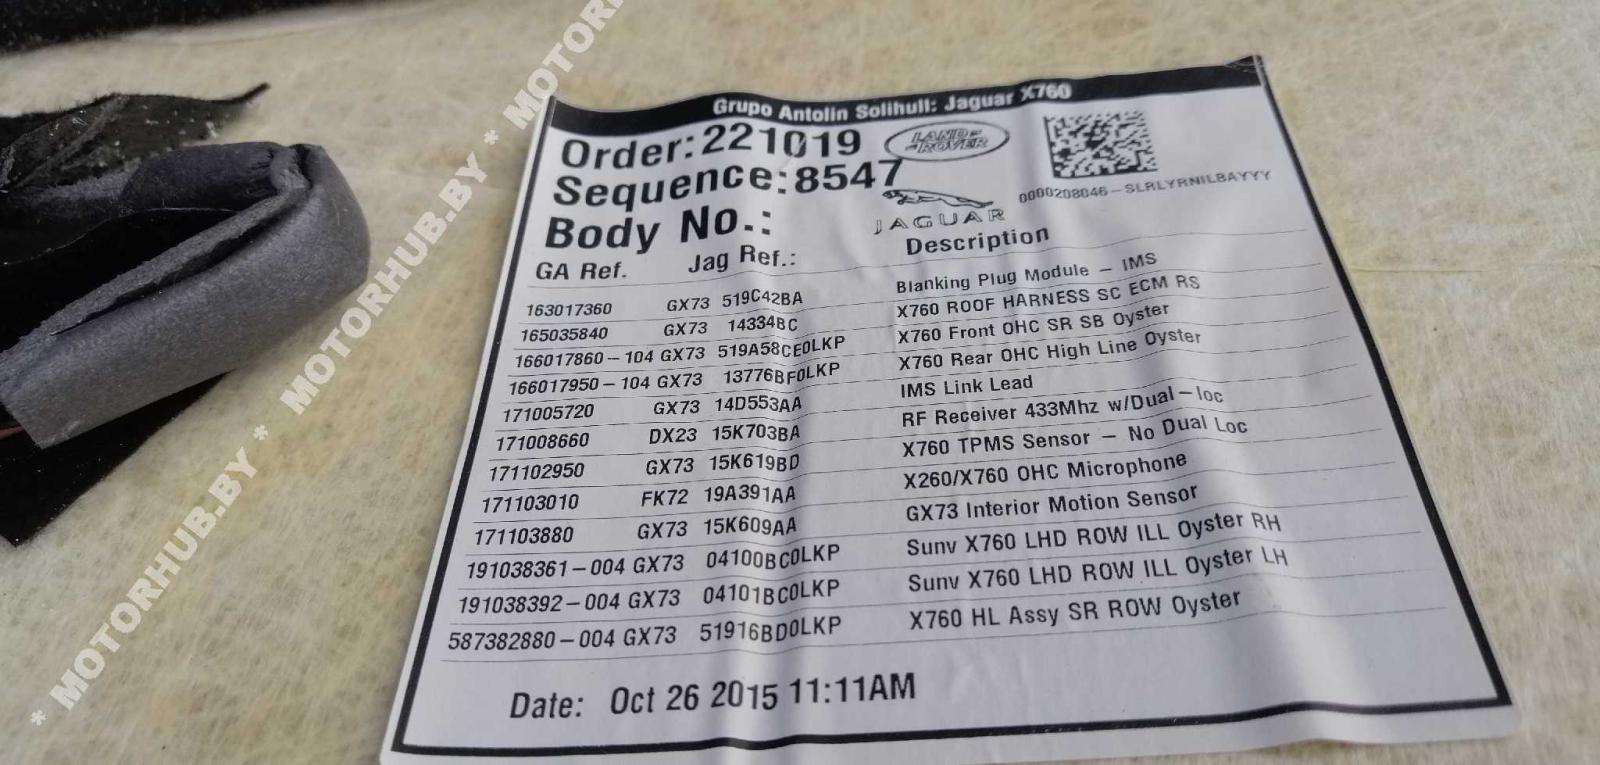 Grupo Antolin Solihull: Jaguar X760
Order:221019
LAND-
-ROVER
Sequence:8547
0000208046-SLRLYRNILBAYYY
Body No.:
JAGUAR
GA Ref. Jag Ref.: Description
163017360 GX73 519C42BA Blanking Plug Module - IMS
165035840 GX73 14334BC X760 ROOF HARNESS SC ECM RS
166017860-104 GX73 519A58CE0LKP X760 Front OHC SR SB Oyster
166017950-104 GX73 13776BF0LKP X760 Rear OHC High Line Oyster
171005720 GX73 14D553AA IMS Link Lead
171008660 DX23 15K703BA RF Receiver 433Mhz w/Dual-loc
171102950 GX73 15K619BD X760 TPMS Sensor - No Dual Loc
171103010 FK72 19A391AA X260/X760 OHC Microphone
171103880 GX73 15K609AA GX73 Interior Motion Sensor
191038361-004 GX73 04100BC0LKP Sunv X760 LHD ROW ILL Oyster RH
191038392-004 GX73 04101BC0LKP Sunv X760 LHD ROW ILL Oyster LH
587382880-004 GX73 51916BD0LKP X760 HL Assy SR ROW Oyster
Date: Oct 26 2015 11:11AM
* MOTORHUB.BY * MOTORHUB.BY * MOTORH